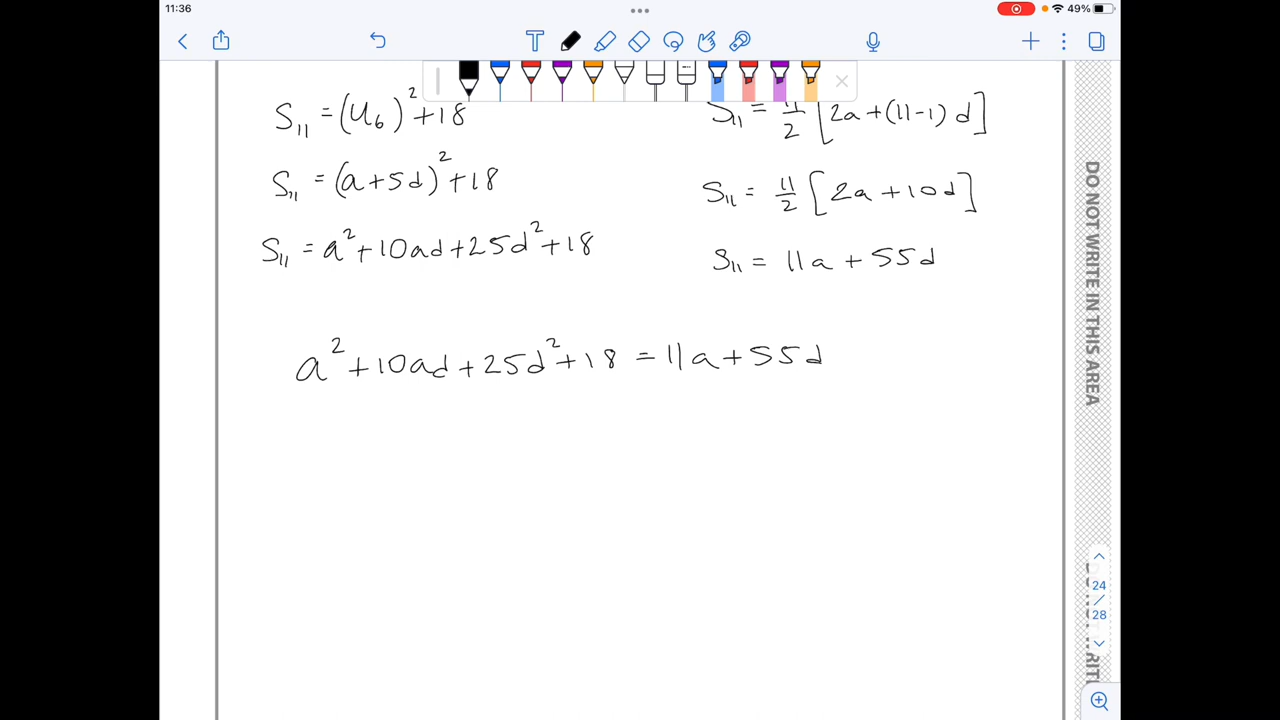 11:36
49%
S₁₁ = (U₆)² + 18
S₁₁ = 11/2 [2a + (11-1) d]
S₁₁ = (a + 5d)² + 18
S₁₁ = 11/2 [2a + 10d]
S₁₁ = a² + 10ad + 25d² + 18
S₁₁ = 11a + 55d
a² + 10ad + 25d² + 18 = 11a + 55d
DO NOT WRITE IN THIS AREA
24
/
28